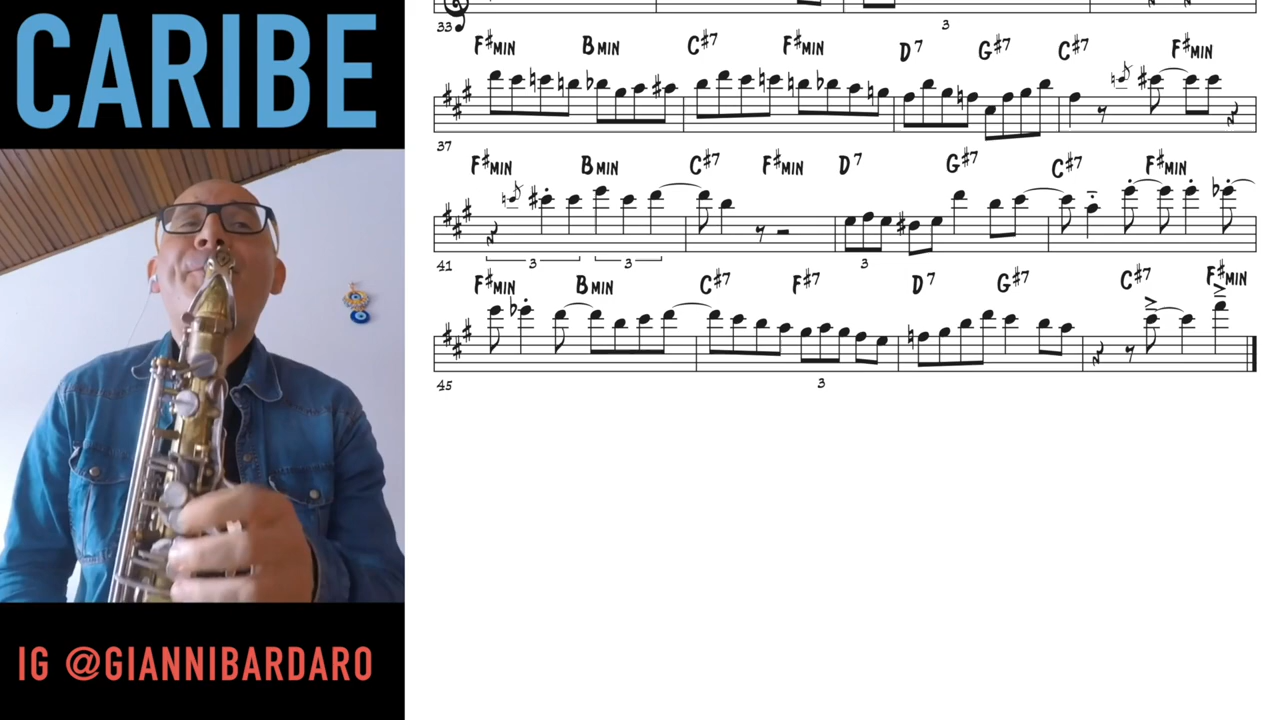 CARIBE
IG @GIANNIBARDARO
3
33
F♯MIN BMIN C♯7 F♯MIN D7 G♯7 C♯7 F♯MIN
37
F♯MIN BMIN C♯7 F♯MIN D7 G♯7 C♯7 F♯MIN
41 3 3 3
F♯MIN BMIN C♯7 F♯7 D7 G♯7 C♯7 F♯MIN
45 3